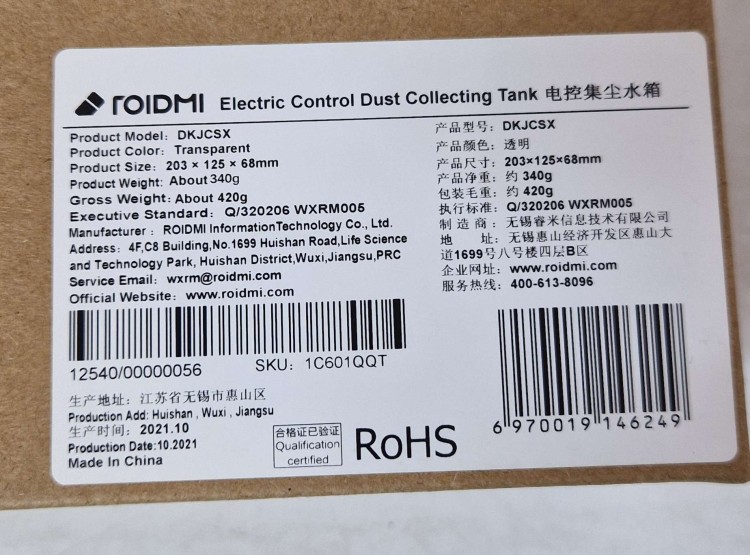 ROIDMI Electric Control Dust Collecting Tank 电控集尘水箱
Product Model: DKJCSX
Product Color: Transparent
Product Size: 203 × 125 × 68mm
Product Weight: About 340g
Gross Weight: About 420g
Executive Standard: Q/320206 WXRM005
Manufacturer : ROIDMI InformationTechnology Co., Ltd.
Address: 4F,C8 Building,No.1699 Huishan Road,Life Science
and Technology Park, Huishan District,Wuxi,Jiangsu,PRC
Service Email: wxrm@roidmi.com
Official Website: www.roidmi.com
产品型号: DKJCSX
产品颜色: 透明
产品尺寸: 203×125×68mm
产品净重: 约 340g
包装毛重: 约 420g
执行标准: Q/320206 WXRM005
制 造 商 : 无锡睿米信息技术有限公司
地 址: 无锡惠山经济开发区惠山大
道1699号八号楼四层B区
企业网址: www.roidmi.com
服务热线: 400-613-8096
12540/00000056
SKU: 1C601QQT
生产地址: 江苏省无锡市惠山区
Production Add: Huishan , Wuxi , Jiangsu
生产时间: 2021.10
Production Date:10.2021
Made In China
合格证已验证
Qualification
certified
RoHS
6 970019 146249